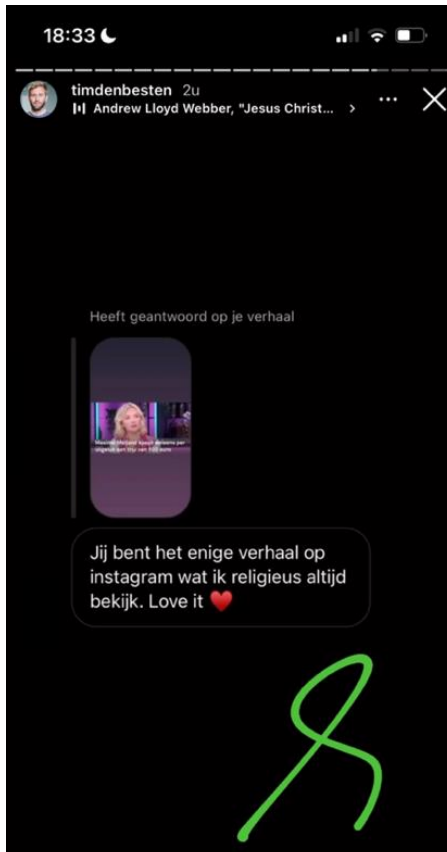 18:33
timdenbesten 2u
Andrew Lloyd Webber, "Jesus Christ... >
Heeft geantwoord op je verhaal
Jij bent het enige verhaal op
instagram wat ik religieus altijd
bekijk. Love it ❤️